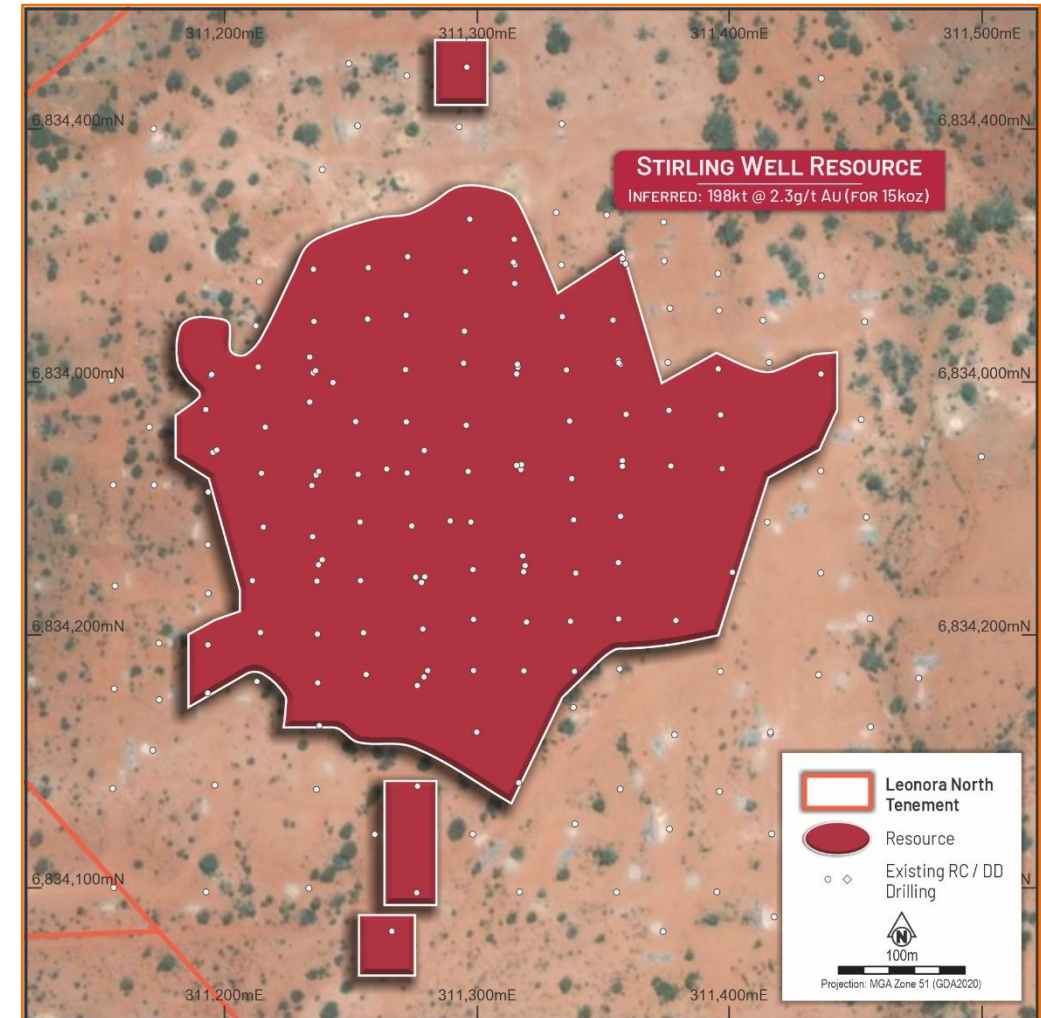 311,200mE
311,300mE
311,400mE
311,500mE
6,834,400mN
6,834,400mN
STIRLING WELL RESOURCE
INFERRED: 198kt @ 2.3g/t AU (FOR 15koz)
6,834,000mN
6,834,000mN
6,834,200mN
6,834,200mN
Leonora North
Tenement
Resource
Existing RC / DD
Drilling
N
100m
Projection: MGA Zone 51 (GDA2020)
6,834,100mN
N
311,200mE
311,300mE
311,400mE